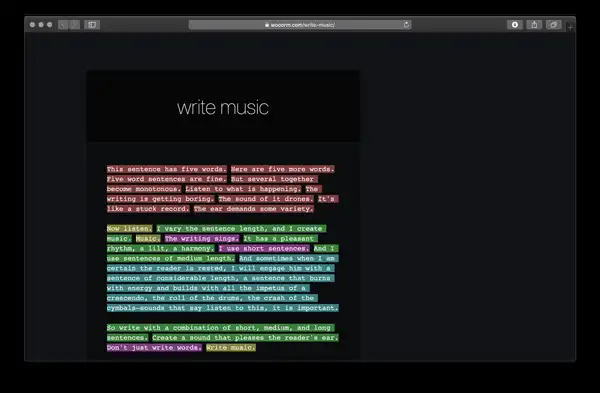 wooorm.com/write-music/
write music
This sentence has five words. Here are five more words.
Five word sentences are fine. But several together
become monotonous. Listen to what is happening. The
writing is getting boring. The sound of it drones. It's
like a stuck record. The ear demands some variety.
Now listen. I vary the sentence length, and I create
music. Music. The writing sings. It has a pleasant
rhythm, a lilt, a harmony. I use short sentences. And I
use sentences of medium length. And sometimes when I am
certain the reader is rested, I will engage him with a
sentence of considerable length, a sentence that burns
with energy and builds with all the impetus of a
crescendo, the roll of the drums, the crash of the
cymbals—sounds that say listen to this, it is important.
So write with a combination of short, medium, and long
sentences. Create a sound that pleases the reader's ear.
Don't just write words. Write music.